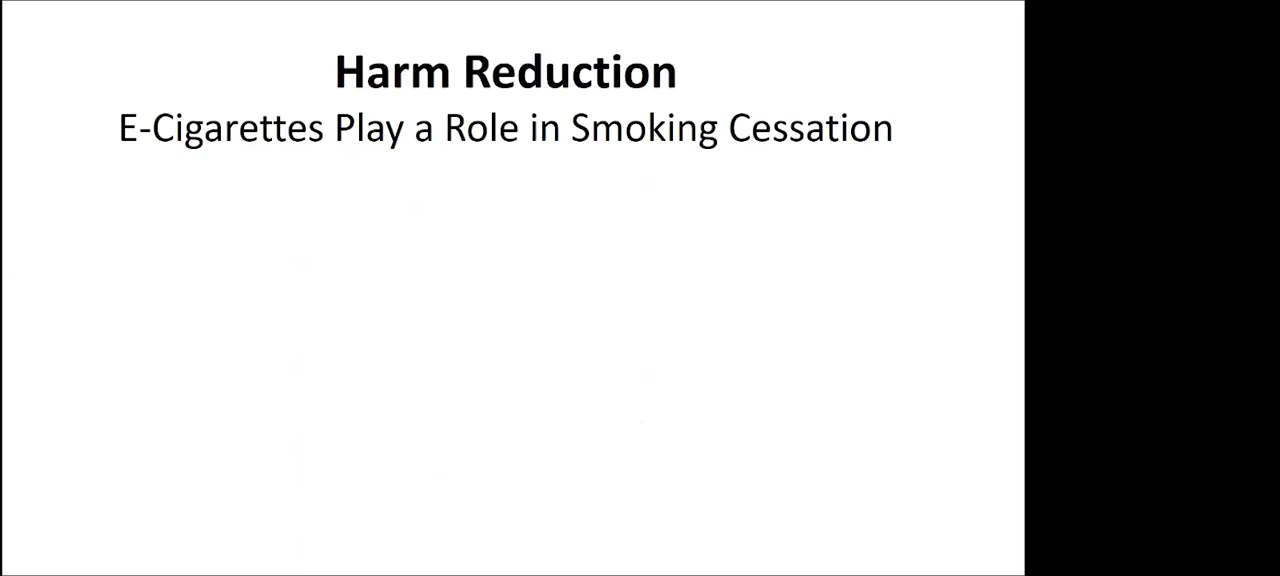 Harm Reduction
E-Cigarettes Play a Role in Smoking Cessation